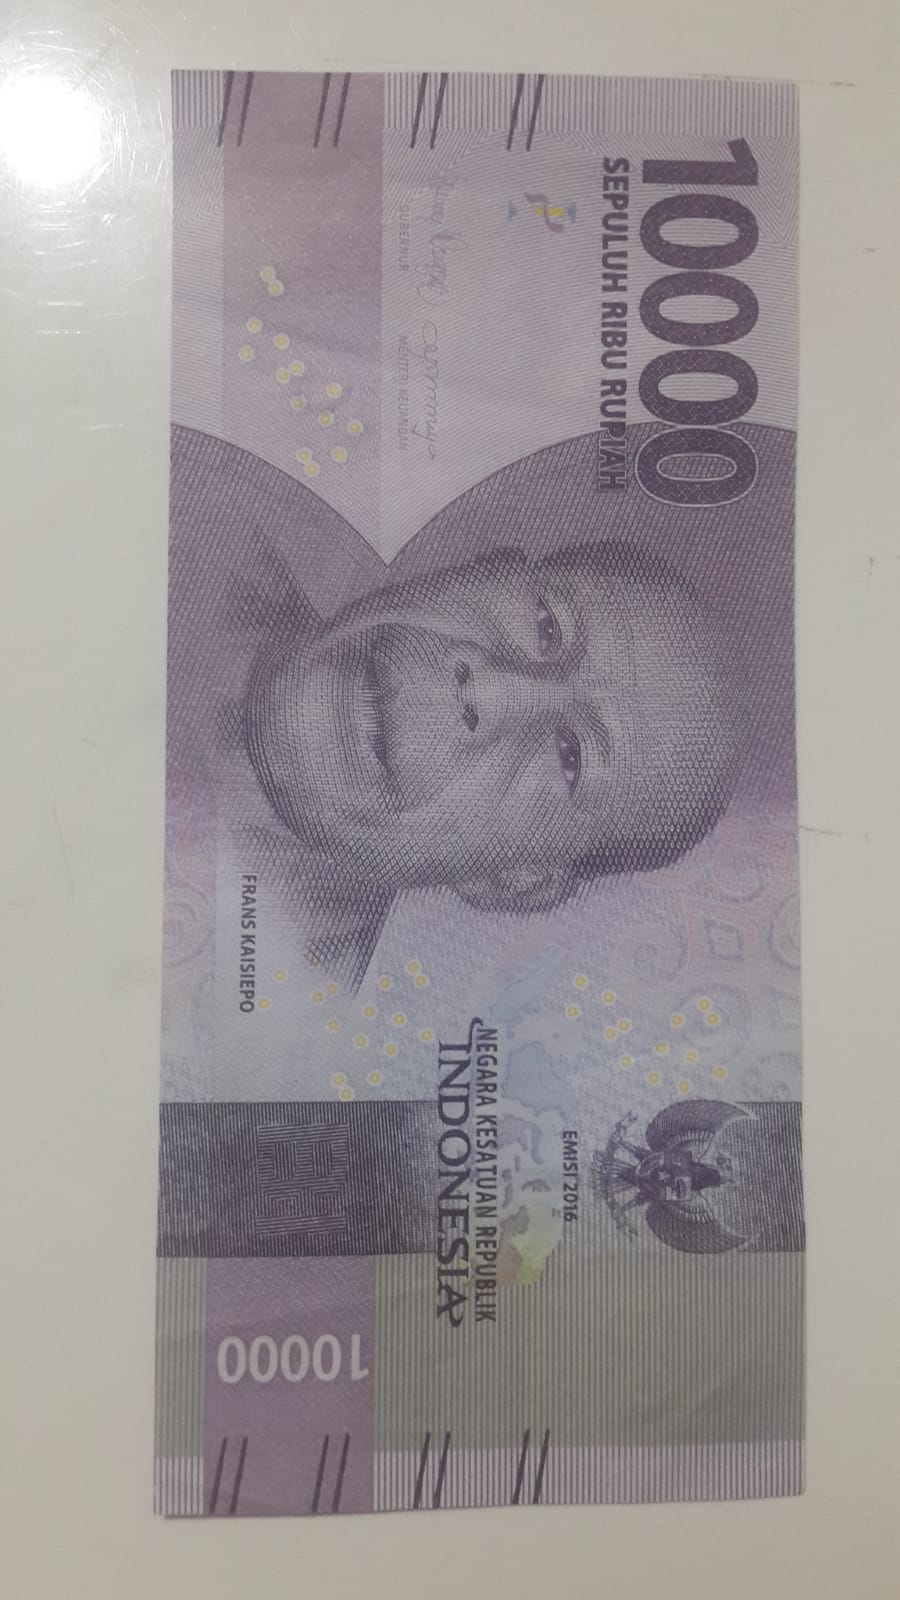 10000
SEPULUH RIBU RUPIAH
GUBERNUR
MENTERI KEUANGAN
FRANS KAISIEPO
EMISI 2016
NEGARA KESATUAN REPUBLIK
INDONESIA
10000